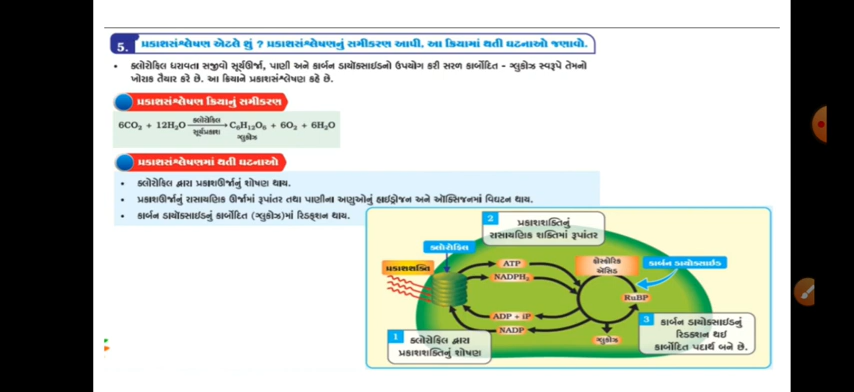 5. પ્રકાશસંશ્લેષણ એટલે શું ? પ્રકાશસંશ્લેષણનું સમીકરણ આપી. આ ક્રિયામાં થતી ઘટનાઓ જણાવો.
• ક્લોરોફિલ ધરાવતા સજીવો સૂર્યઊર્જા, પાણી અને કાર્બન ડાયૉક્સાઇડનો ઉપયોગ કરી સરળ કાર્બોદિત - ગ્લુકોઝ સ્વરૂપે તેમનો
ખોરાક તૈયાર કરે છે. આ ક્રિયાને પ્રકાશસંશ્લેષણ કહે છે.
પ્રકાશસંશ્લેષણ ક્રિયાનું સમીકરણ
ક્લોરોફિલ
6CO₂ + 12H₂O → C₆H₁₂O₆ + 6O₂ + 6H₂O
સૂર્યપ્રકાશ ગ્લુકોઝ
પ્રકાશસંશ્લેષણમાં થતી ઘટનાઓ
• ક્લોરોફિલ દ્વારા પ્રકાશઊર્જાનું શોષણ થાય.
• પ્રકાશઊર્જાનું રાસાયણિક ઊર્જામાં રૂપાંતર તથા પાણીના અણુઓનું હાઇડ્રોજન અને ઑક્સિજનમાં વિઘટન થાય.
• કાર્બન ડાયૉક્સાઇડનું કાર્બોદિત (ગ્લુકોઝ)માં રિડક્શન થાય.
2 પ્રકાશશક્તિનું
રાસાયણિક શક્તિમાં રૂપાંતર
ક્લોરોફિલ
પ્રકાશશક્તિ
ATP
NADPH₂
ફૉસ્ફોરિક
ઍસિડ
કાર્બન ડાયૉક્સાઇડ
RuBP
ADP + iP
NADP
ગ્લુકોઝ
1 ક્લોરોફિલ દ્વારા
પ્રકાશશક્તિનું શોષણ
3 કાર્બન ડાયૉક્સાઇડનું
રિડક્શન થઈ
કાર્બોદિત પદાર્થ બને છે.